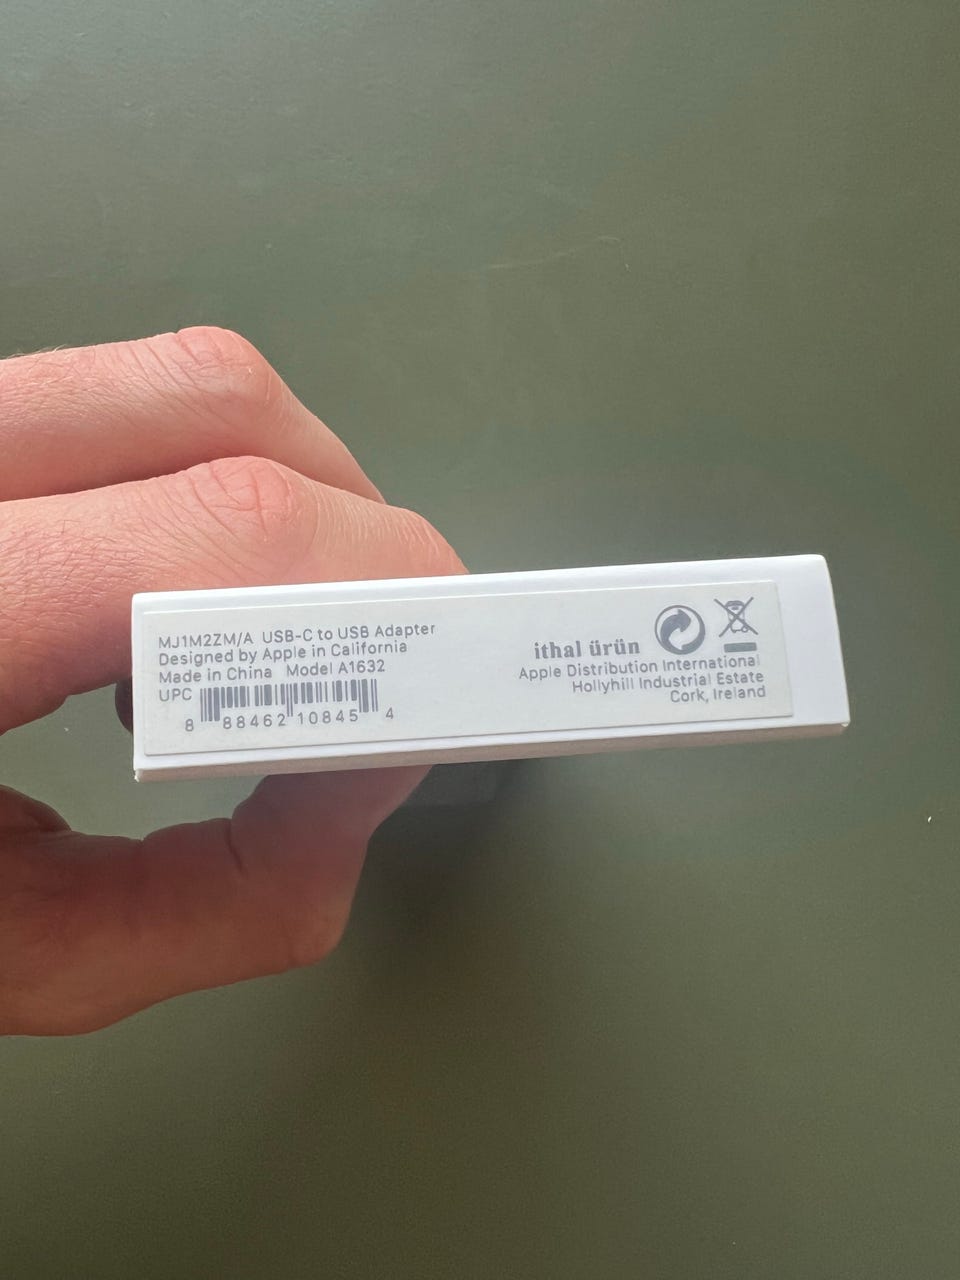 MJ1M2ZM/A USB-C to USB Adapter
Designed by Apple in California
Made in China Model A1632
UPC
8 88462 10845 4
ithal ürün
Apple Distribution International
Hollyhill Industrial Estate
Cork, Ireland